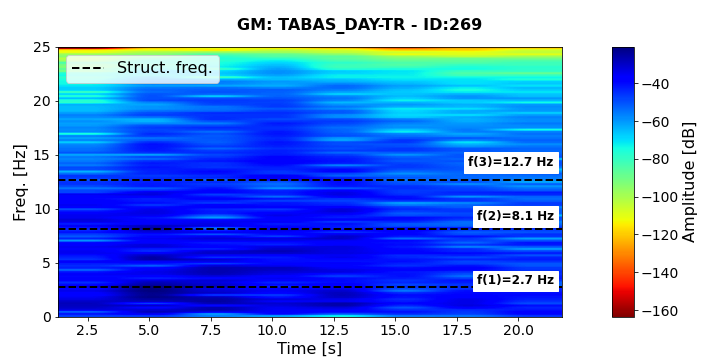 GM: TABAS_DAY-TR - ID:269
Struct. freq.
25
20
15
10
5
0
Freq. [Hz]
f(3)=12.7 Hz
f(2)=8.1 Hz
f(1)=2.7 Hz
2.5 5.0 7.5 10.0 12.5 15.0 17.5 20.0
Time [s]
−40
−60
−80
−100
−120
−140
−160
Amplitude [dB]